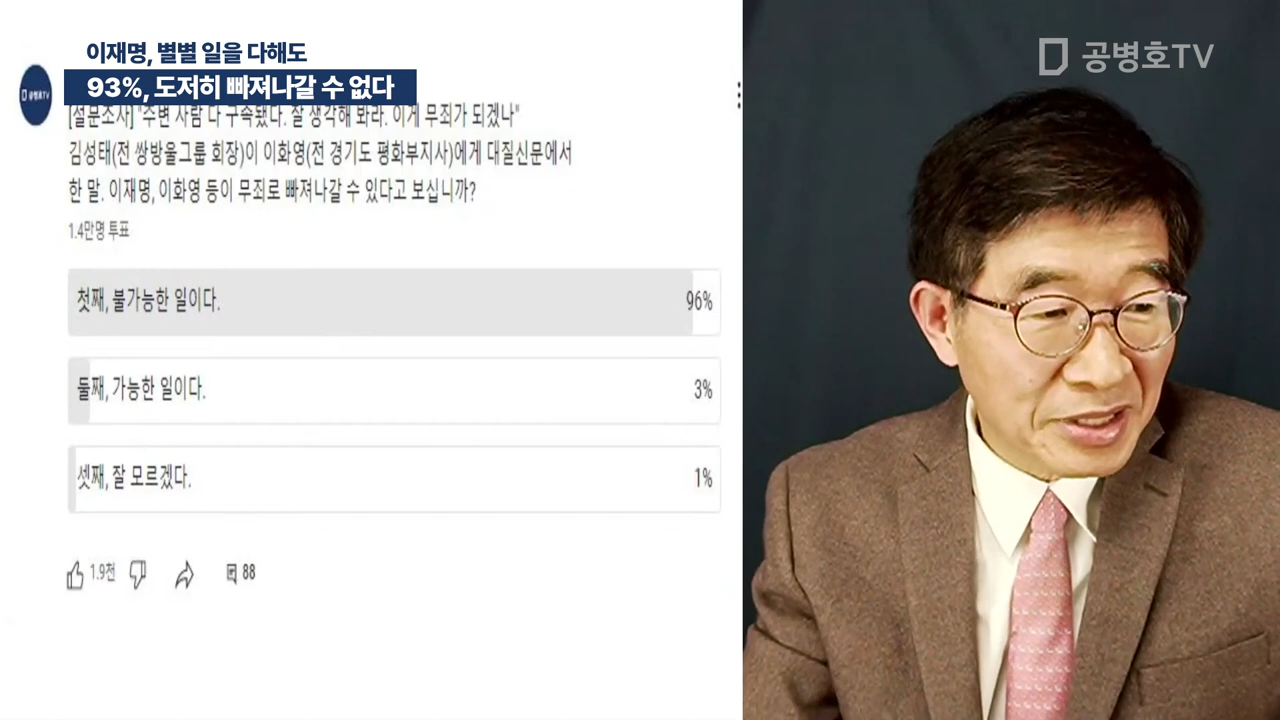 이재명, 별별 일을 다해도
93%, 도저히 빠져나갈 수 없다
공병호TV
공병호TV
[설문조사] "주변 사람 다 구속됐다. 잘 생각해 봐라. 이게 무죄가 되겠나"
김성태(전 쌍방울그룹 회장)이 이화영(전 경기도 평화부지사)에게 대질신문에서
한 말. 이재명, 이화영 등이 무죄로 빠져나갈 수 있다고 보십니까?
1.4만명 투표
첫째, 불가능한 일이다. 96%
둘째, 가능한 일이다. 3%
셋째, 잘 모르겠다. 1%
1.9천 88